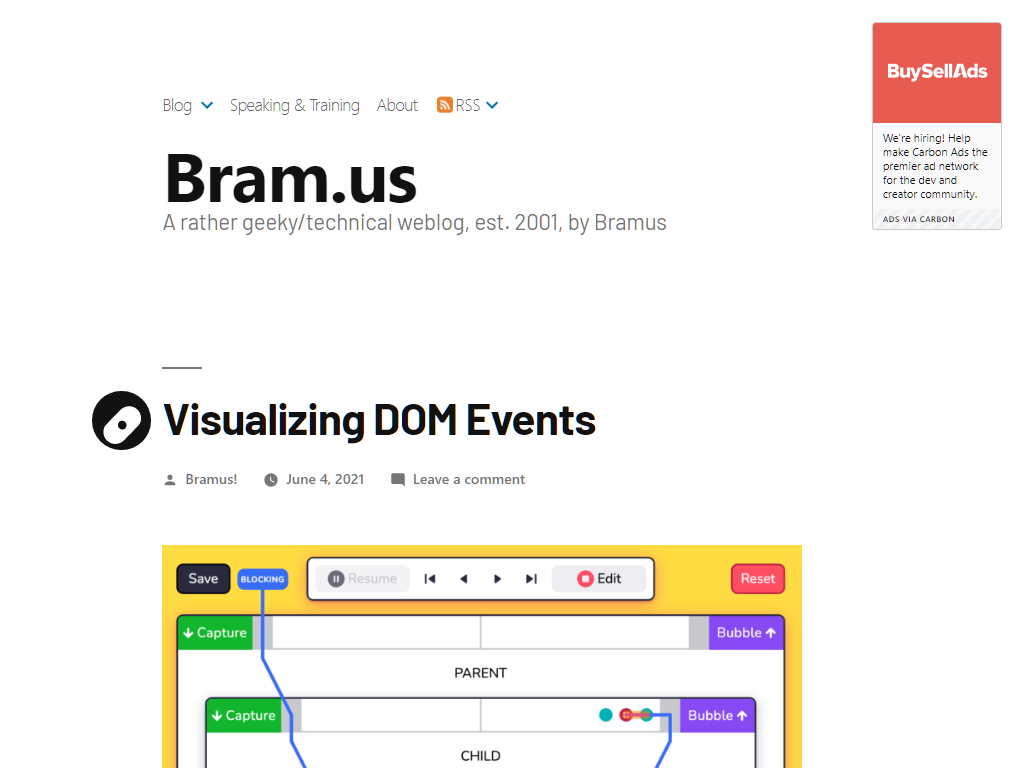 Blog
Speaking & Training
About
RSS
Bram.us
A rather geeky/technical weblog, est. 2001, by Bramus
BuySellAds
We're hiring! Help
make Carbon Ads the
premier ad network
for the dev and
creator community.
ADS VIA CARBON
Visualizing DOM Events
Bramus!
June 4, 2021
Leave a comment
Save
BLOCKING
Resume
Edit
Reset
Capture
Bubble
PARENT
Capture
Bubble
CHILD